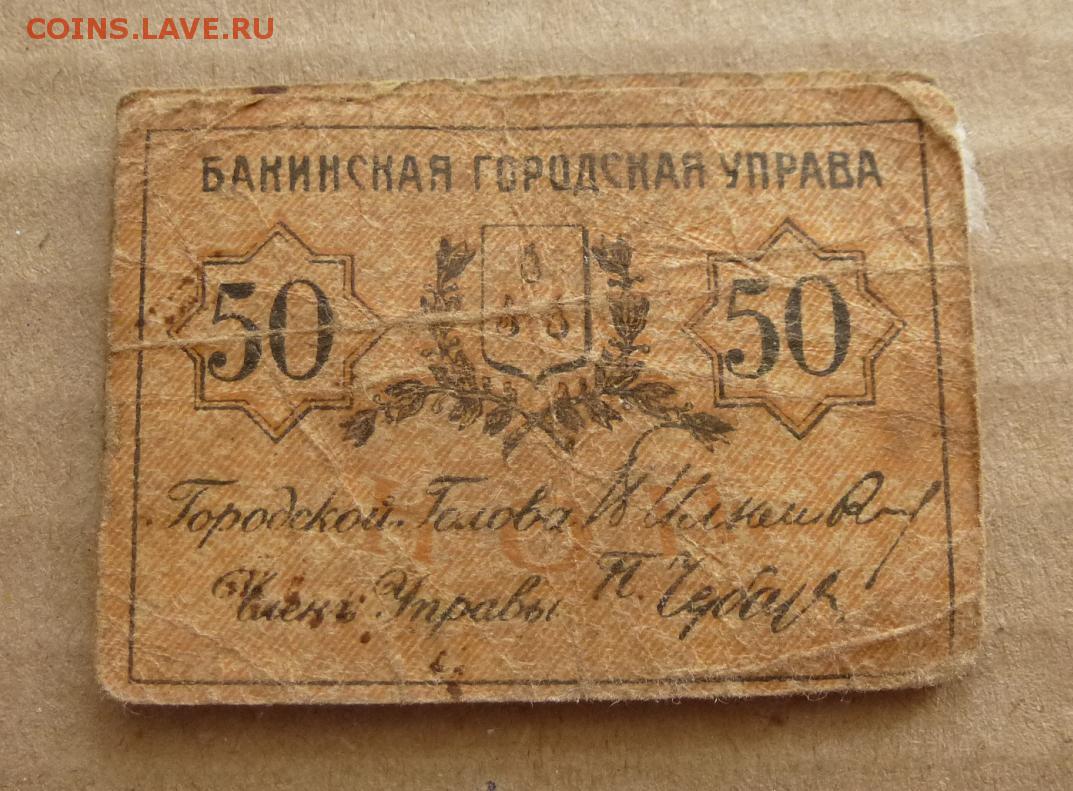 COINS.LAVE.RU
БАКИНСКАЯ ГОРОДСКАЯ УПРАВА
50 50
Городской Голова
Членъ Управы П.